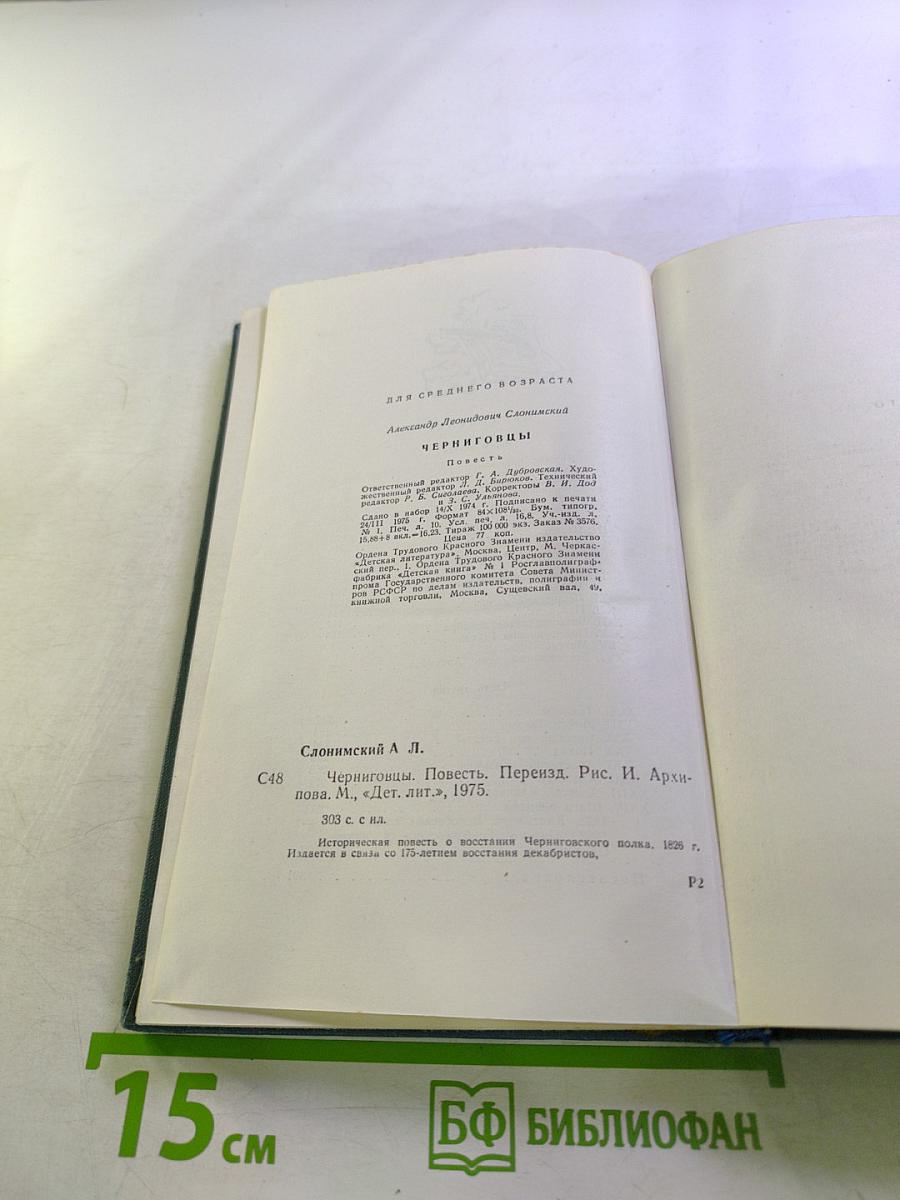 ДЛЯ СРЕДНЕГО ВОЗРАСТА
Александр Леонидович Слонимский
ЧЕРНИГОВЦЫ
Повесть
Ответственный редактор Г. А. Дубровская. Худо-
жественный редактор Л. Д. Бирюков. Технический
редактор Р. Б. Сиголаева. Корректоры В. И. Дод
и З. С. Ульянова.
Сдано в набор 14/X 1974 г. Подписано к печати
24/III 1975 г. Формат 84×108¹/₃₂. Бум. типогр.
№ 1. Печ. л. 10. Усл. печ. л. 16,8. Уч.-изд. л.
15,88+8 вкл.=16,23. Тираж 100 000 экз. Заказ № 3576.
Цена 77 коп.
Ордена Трудового Красного Знамени издательство
«Детская литература». Москва, Центр, М. Черкас-
ский пер., 1. Ордена Трудового Красного Знамени
фабрика «Детская книга» № 1 Росглавполиграф-
прома Государственного комитета Совета Минист-
ров РСФСР по делам издательств, полиграфии и
книжной торговли, Москва, Сущевский вал, 49.
Слонимский А Л.
С48 Черниговцы. Повесть. Переизд. Рис. И. Архи-
пова. М., «Дет. лит.», 1975.
303 с. с ил.
Историческая повесть о восстании Черниговского полка. 1826 г.
Издается в связи со 175-летием восстания декабристов,
Р2
15 см
БФ БИБЛИОФАН